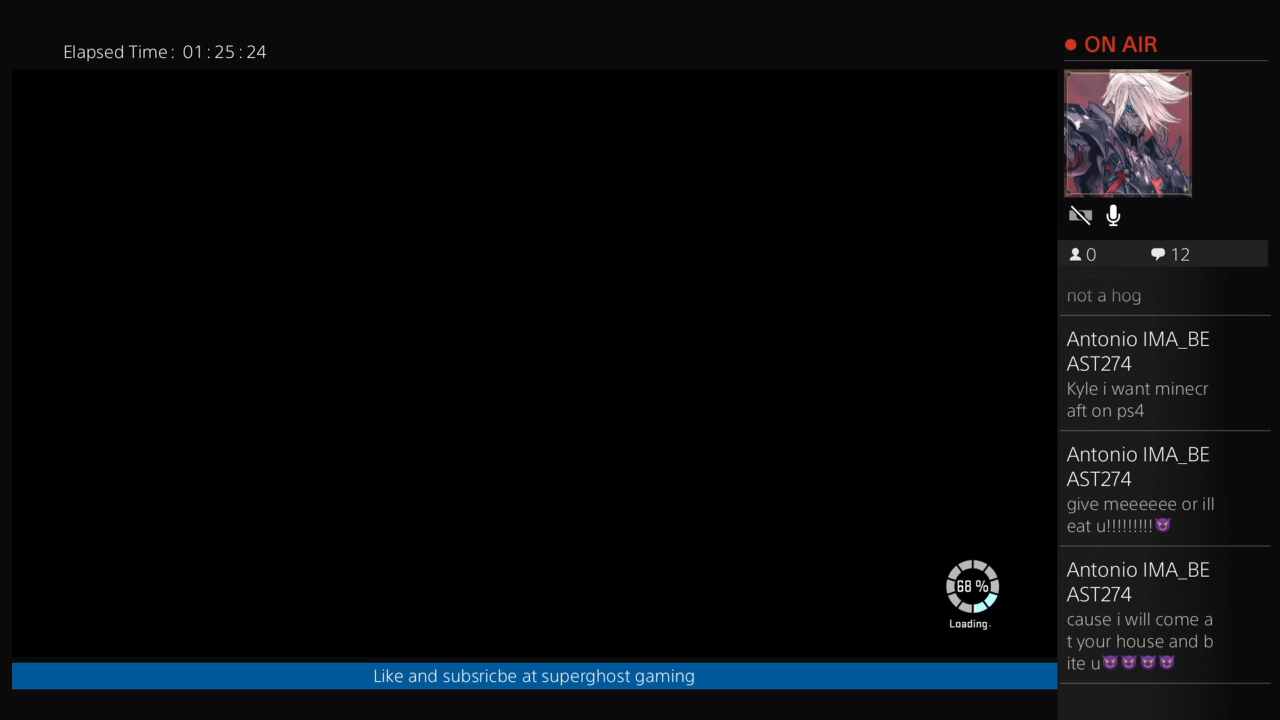 Elapsed Time: 01:25:24
ON AIR
0 12
not a hog
Antonio IMA_BE
AST274
Kyle i want minecr
aft on ps4
Antonio IMA_BE
AST274
give meeeeee or ill
eat u!!!!!!!!!😈
Antonio IMA_BE
AST274
cause i will come a
t your house and b
ite u😈😈😈😈
68 %
Loading.
Like and subsricbe at superghost gaming